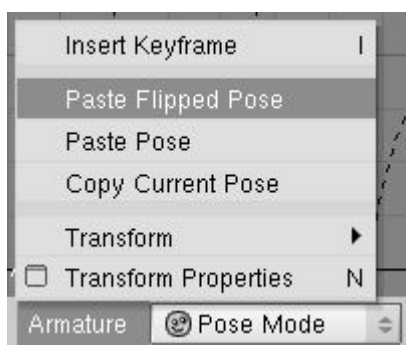 Insert Keyframe I
Paste Flipped Pose
Paste Pose
Copy Current Pose
Transform
Transform Properties N
Armature Pose Mode